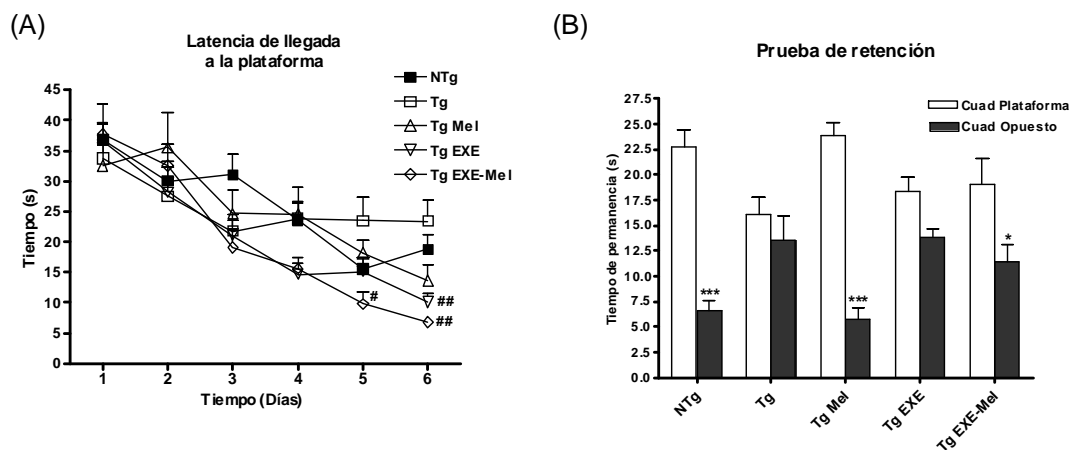 (A)
Latencia de llegada
a la plataforma
NTg
Tg
Tg Mel
Tg EXE
Tg EXE-Mel
Tiempo (s)
45
40
35
30
25
20
15
10
5
0
#
##
##
1 2 3 4 5 6
Tiempo (Días)
(B)
Prueba de retención
Cuad Plataforma
Cuad Opuesto
Tiempo de permanencia (s)
27.5
25.0
22.5
20.0
17.5
15.0
12.5
10.0
7.5
5.0
2.5
0.0
***
***
*
NTg
Tg
Tg Mel
Tg EXE
Tg EXE-Mel